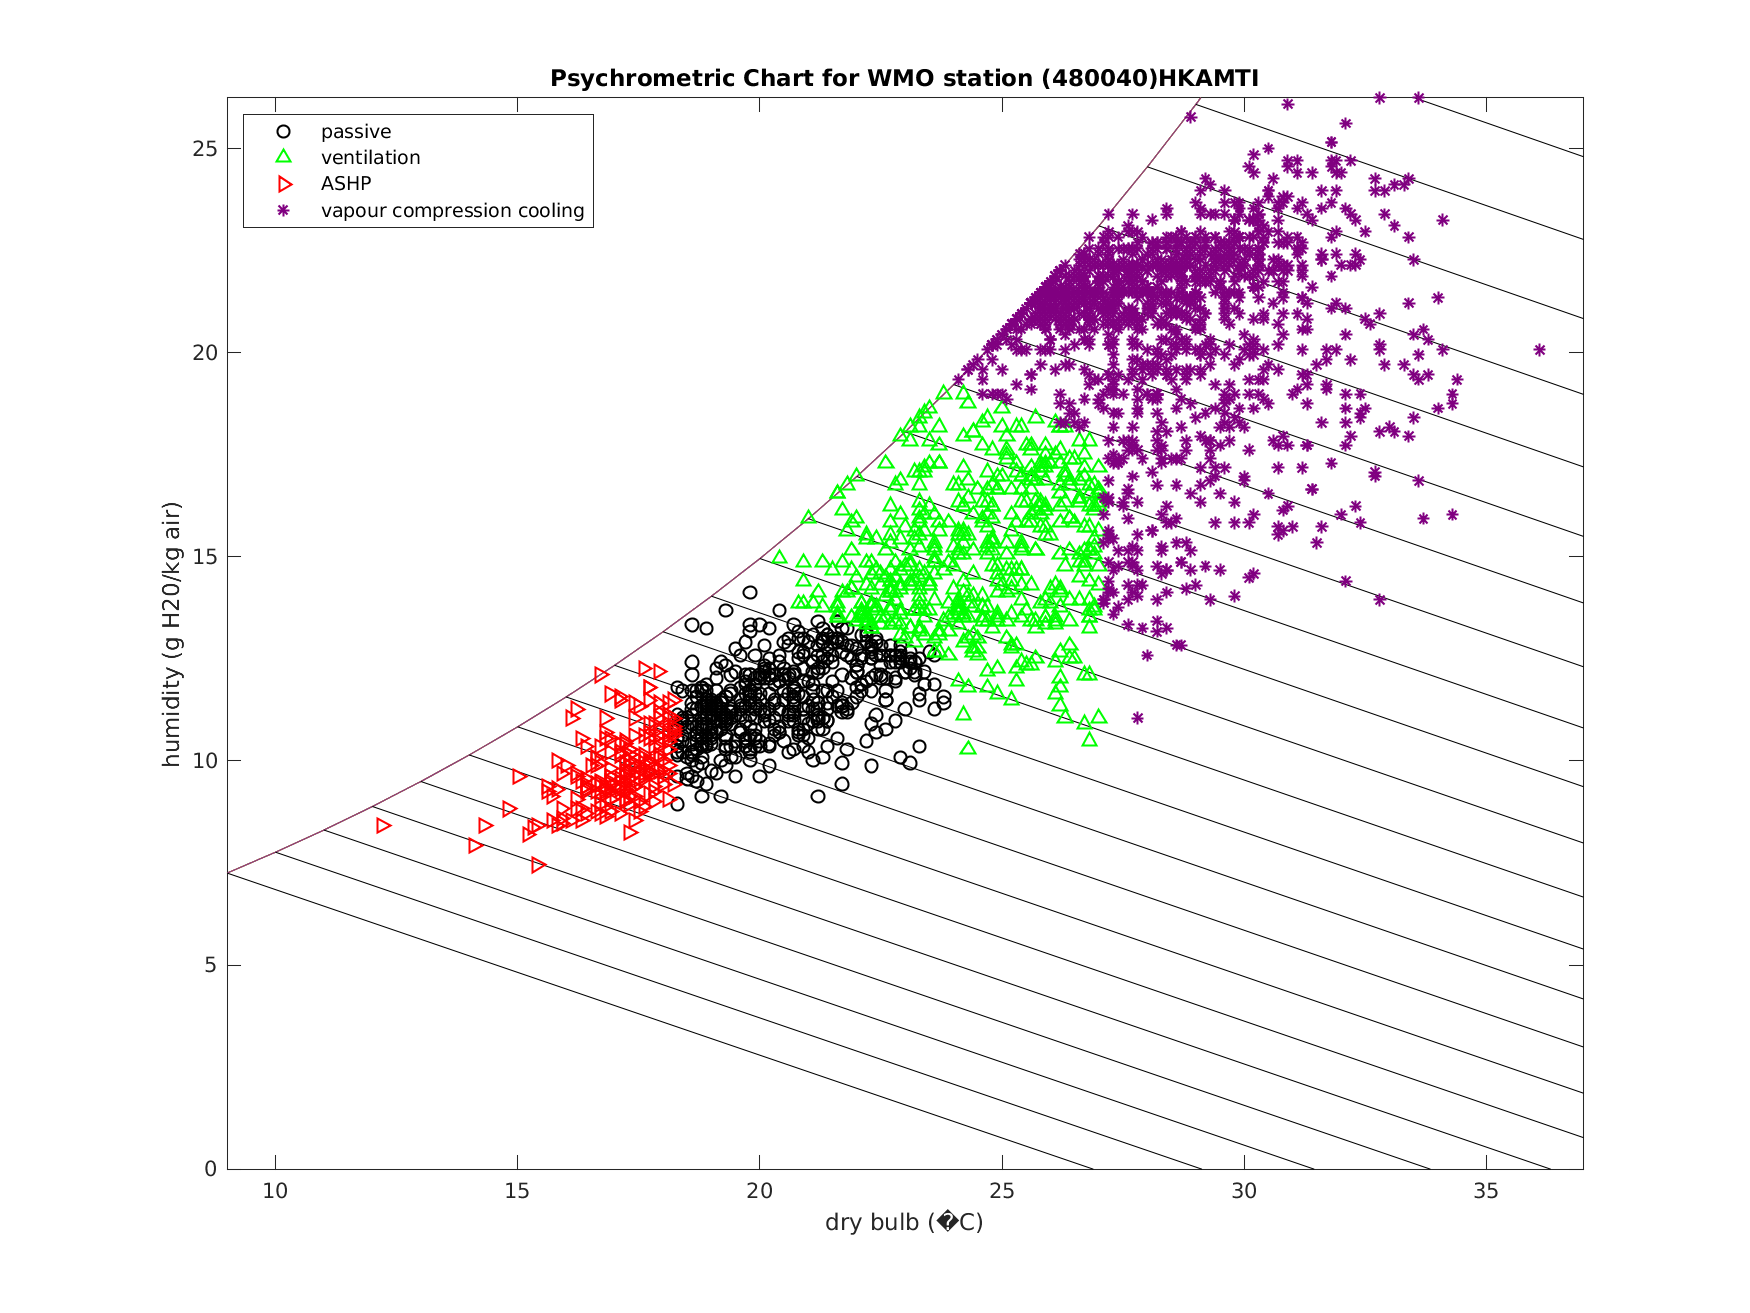 Psychrometric Chart for WMO station (480040)HKAMTI
passive
ventilation
ASHP
vapour compression cooling
25
20
15
10
5
0
humidity (g H20/kg air)
10 15 20 25 30 35
dry bulb (�C)